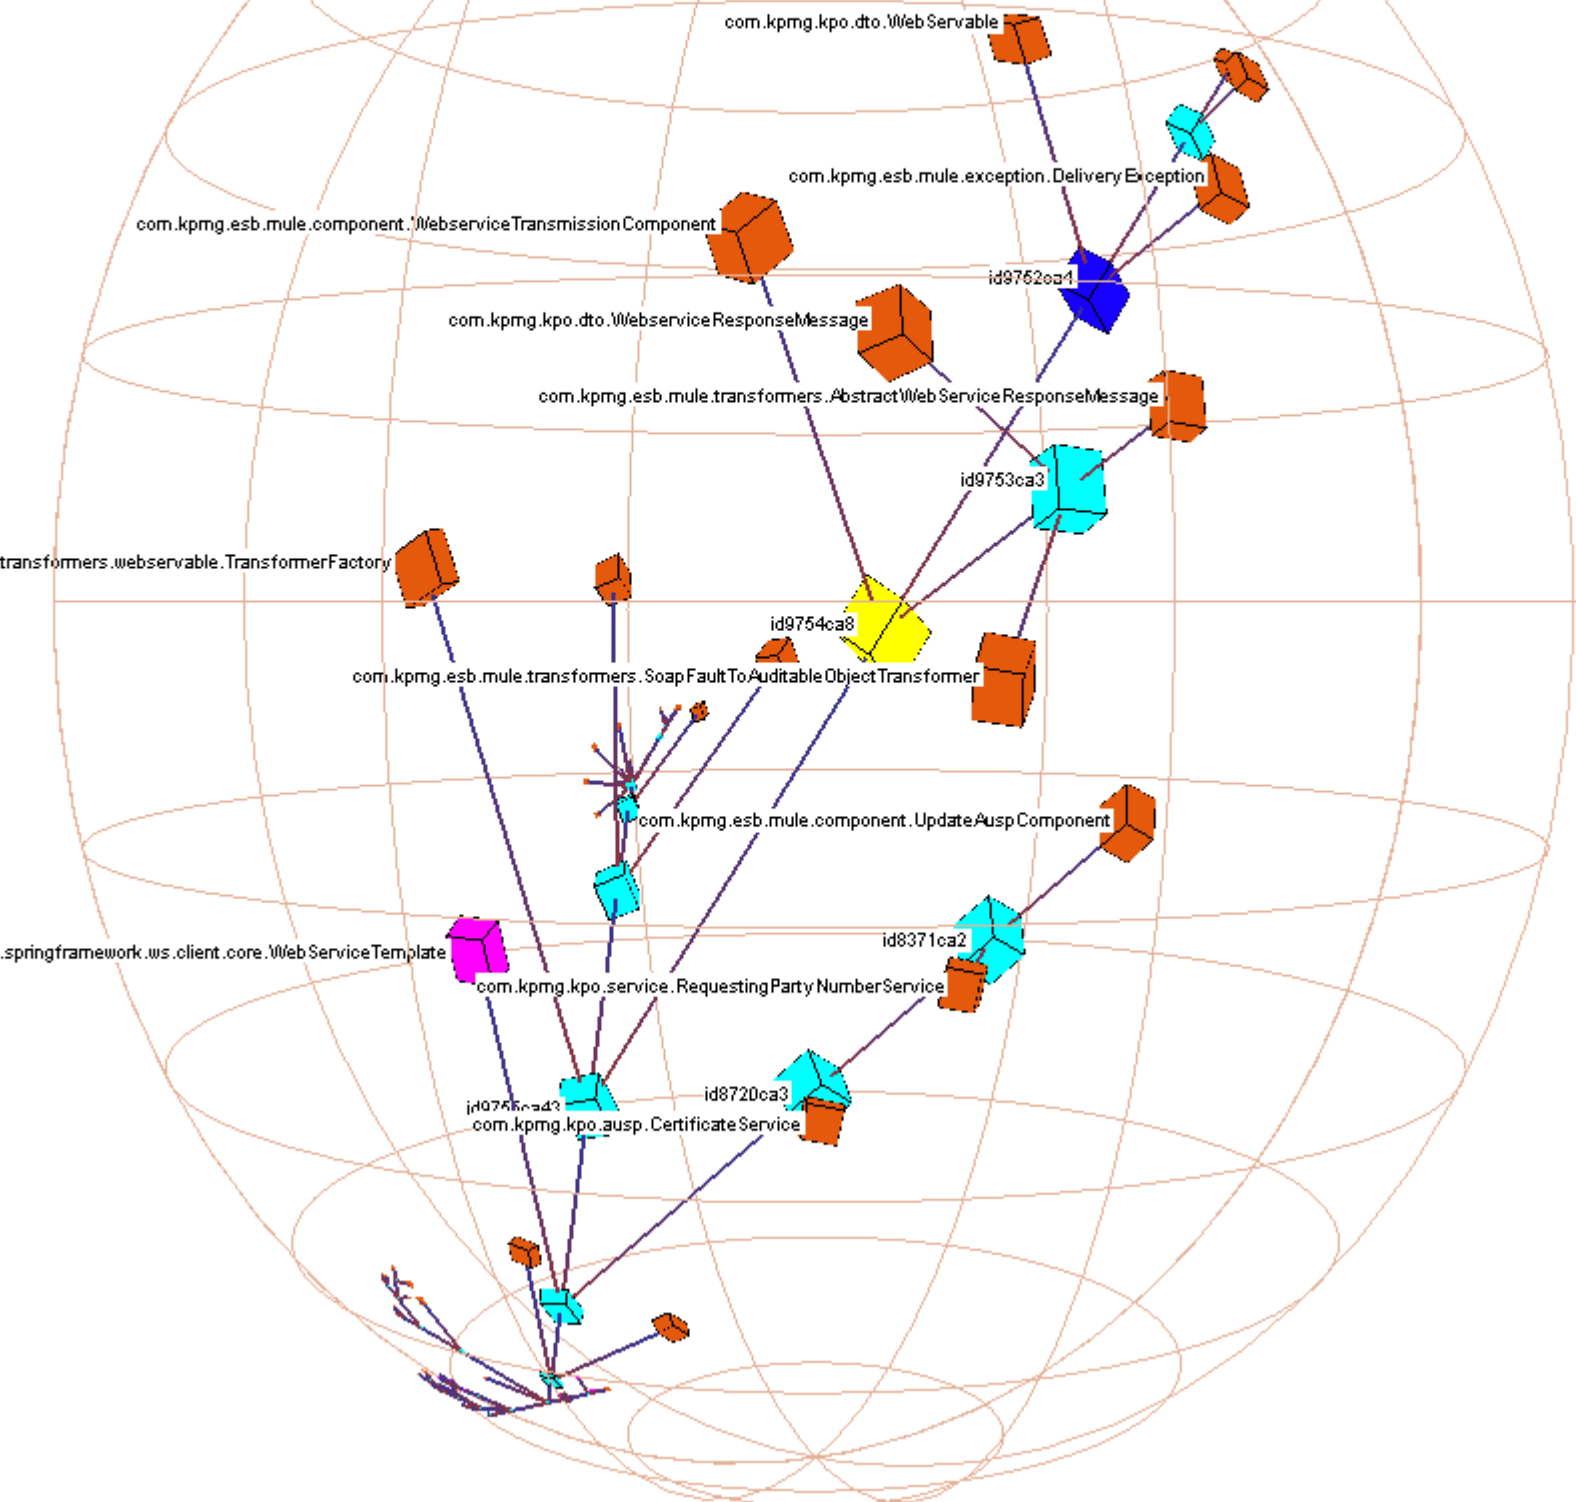 com.kpmg.kpo.dto.WebServable
com.kpmg.esb.mule.exception.DeliveryException
com.kpmg.esb.mule.component.WebserviceTransmissionComponent
id9752ca4
com.kpmg.kpo.dto.WebserviceResponseMessage
com.kpmg.esb.mule.transformers.AbstractWebServiceResponseMessage
id9753ca3
transformers.webservable.TransformerFactory
id9754ca8
com.kpmg.esb.mule.transformers.SoapFaultToAuditableObjectTransformer
com.kpmg.esb.mule.component.UpdateAuspComponent
id8371ca2
.springframework.ws.client.core.WebServiceTemplate
com.kpmg.kpo.service.RequestingPartyNumberService
id8720ca3
com.kpmg.kpo.ausp.CertificateService